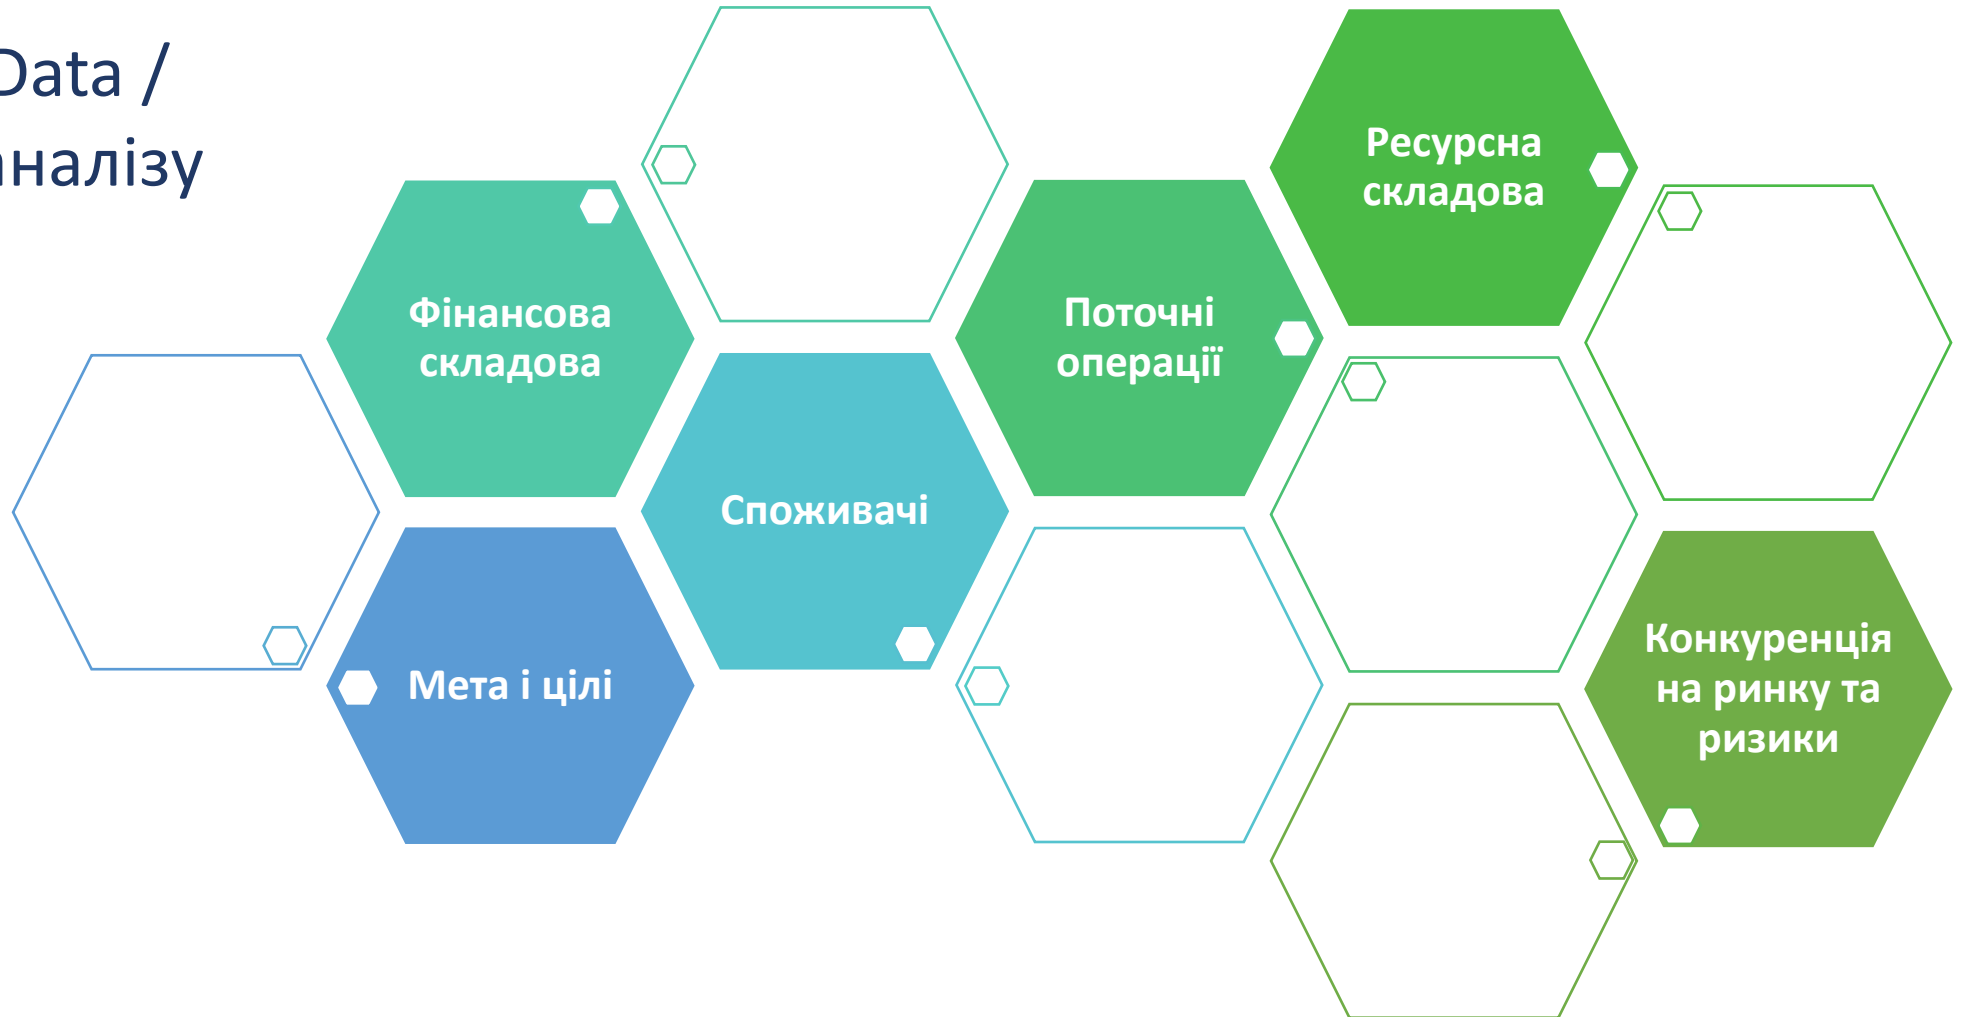 Data /
налізу
Ресурсна
складова
Фінансова
складова
Поточні
операції
Споживачі
Мета і цілі
Конкуренція
на ринку та
ризики